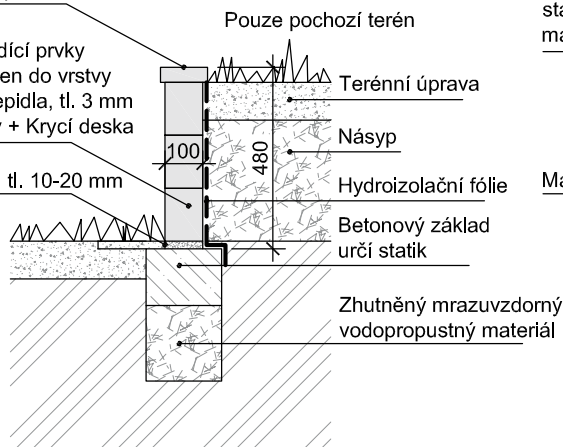 Pouze pochozí terén
dící prvky
en do vrstvy
epidla, tl. 3 mm
+ Krycí deska
tl. 10-20 mm
100
480
Terénní úprava
Násyp
Hydroizolační fólie
Betonový základ
určí statik
Zhutněný mrazuvzdorný
vodopropustný materiál
sta
ma
Ma